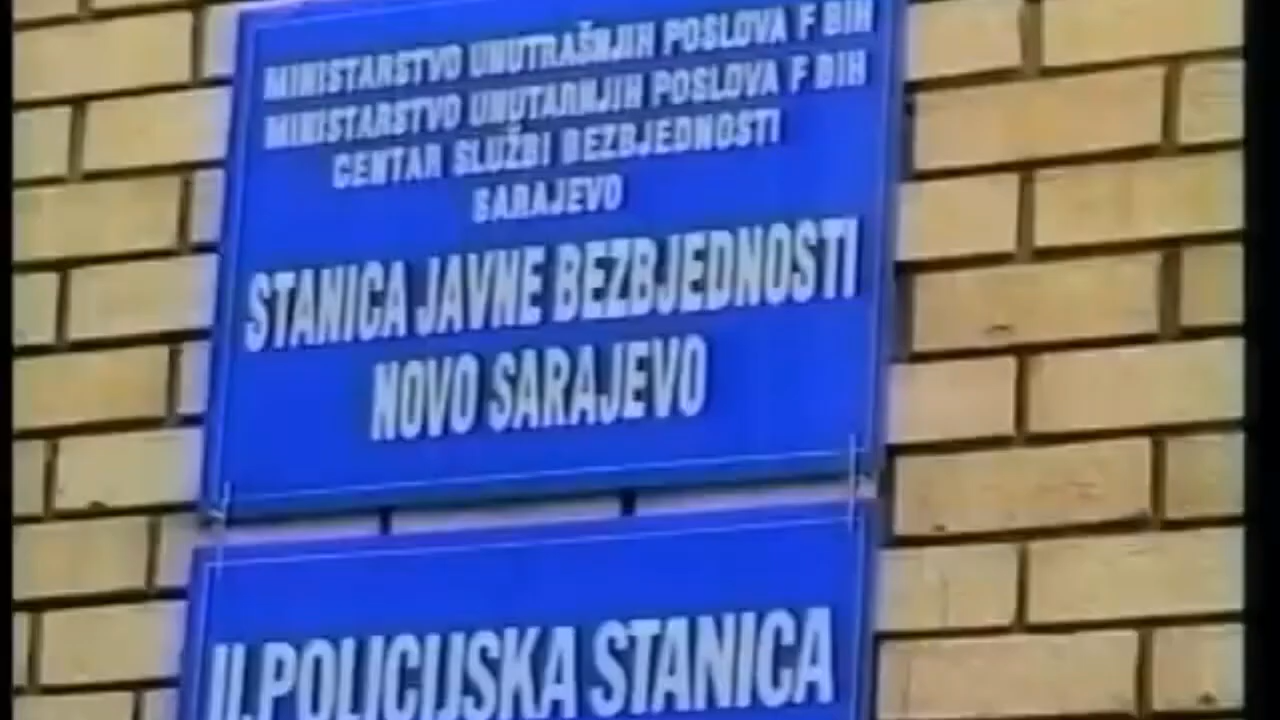 MINISTARSTVO UNUTRAŠNJIH POSLOVA F BIH
MINISTARSTVO UNUTARNJIH POSLOVA F BIH
CENTAR SLUŽBI BEZBJEDNOSTI
SARAJEVO
STANICA JAVNE BEZBJEDNOSTI
NOVO SARAJEVO
II.POLICIJSKA STANICA